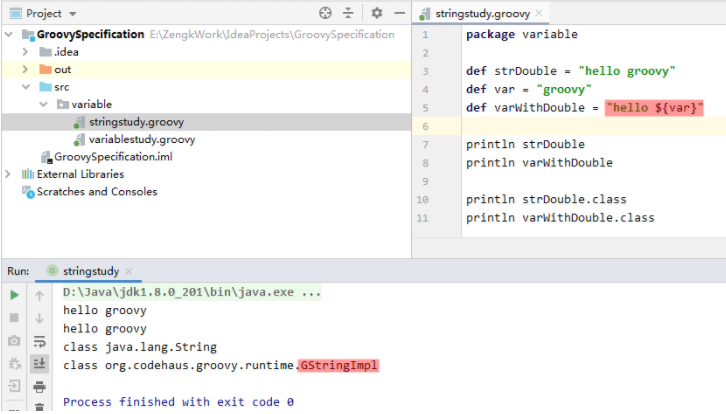 Project
GroovySpecification E:\ZengkWork\IdeaProjects\GroovySpecification
.idea
out
src
variable
stringstudy.groovy
variablestudy.groovy
GroovySpecification.iml
External Libraries
Scratches and Consoles
stringstudy.groovy
1 package variable
2
3 def strDouble = "hello groovy"
4 def var = "groovy"
5 def varWithDouble = "hello ${var}"
6
7 println strDouble
8 println varWithDouble
9
10 println strDouble.class
11 println varWithDouble.class
Run: stringstudy
D:\Java\jdk1.8.0_201\bin\java.exe ...
hello groovy
hello groovy
class java.lang.String
class org.codehaus.groovy.runtime.GStringImpl
Process finished with exit code 0